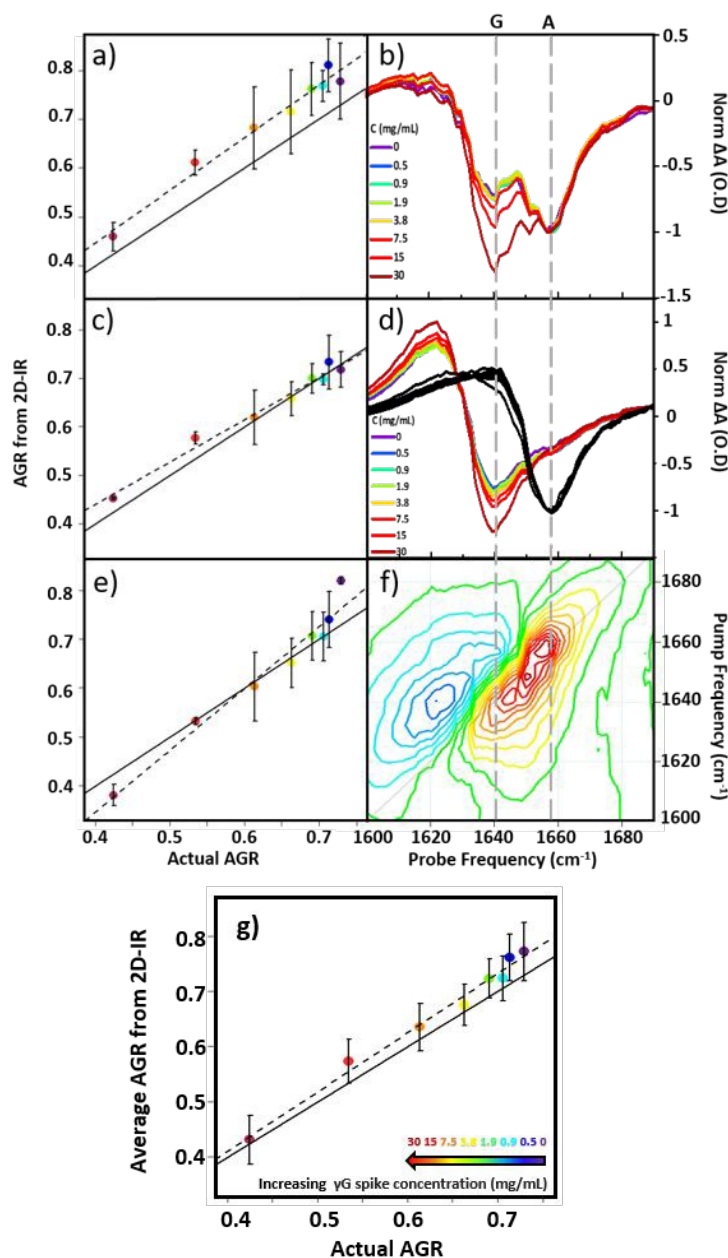 G A
a)
0.8
0.7
0.6
0.5
0.4
b)
C (mg/mL)
0
0.5
0.9
1.9
3.8
7.5
15
30
0.5
0
-0.5
-1
-1.5
Norm ΔA (O.D)
c)
0.8
0.7
0.6
0.5
0.4
AGR from 2D-IR
d)
C (mg/mL)
0
0.5
0.9
1.9
3.8
7.5
15
30
0.5
0
-0.5
-1
Norm ΔA (O.D)
e)
0.8
0.7
0.6
0.5
0.4
0.4 0.5 0.6 0.7
Actual AGR
f)
1680
1660
1640
1620
1600
Pump Frequency (cm⁻¹)
1600 1620 1640 1660 1680
Probe Frequency (cm⁻¹)
g)
0.8
0.7
0.6
0.5
0.4
Average AGR from 2D-IR
30 15 7.5 3.8 1.9 0.9 0.5 0
Increasing γG spike concentration (mg/mL)
0.4 0.5 0.6 0.7
Actual AGR